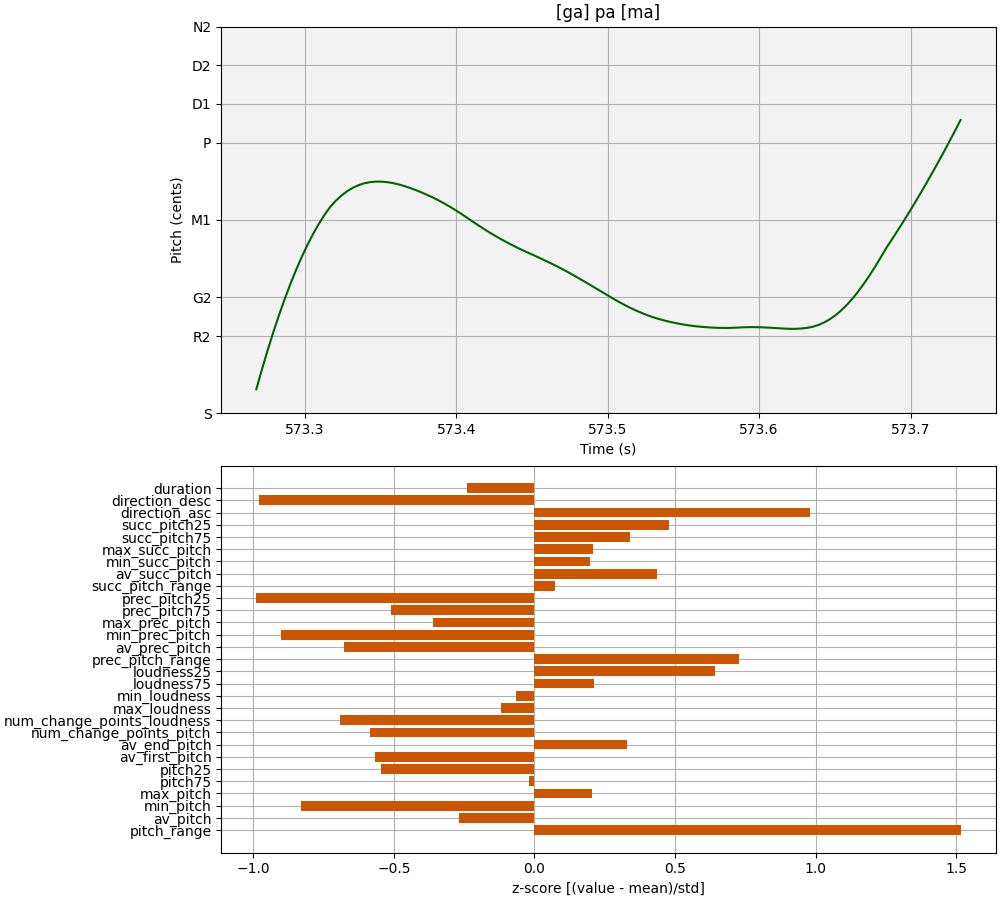 [ga] pa [ma]
N2
D2
D1
P
M1
G2
R2
S
Pitch (cents)
573.3 573.4 573.5 573.6 573.7
Time (s)
duration
direction_desc
direction_asc
succ_pitch25
succ_pitch75
max_succ_pitch
min_succ_pitch
av_succ_pitch
succ_pitch_range
prec_pitch25
prec_pitch75
max_prec_pitch
min_prec_pitch
av_prec_pitch
prec_pitch_range
loudness25
loudness75
min_loudness
max_loudness
num_change_points_loudness
num_change_points_pitch
av_end_pitch
av_first_pitch
pitch25
pitch75
max_pitch
min_pitch
av_pitch
pitch_range
−1.0 −0.5 0.0 0.5 1.0 1.5
z-score [(value - mean)/std]